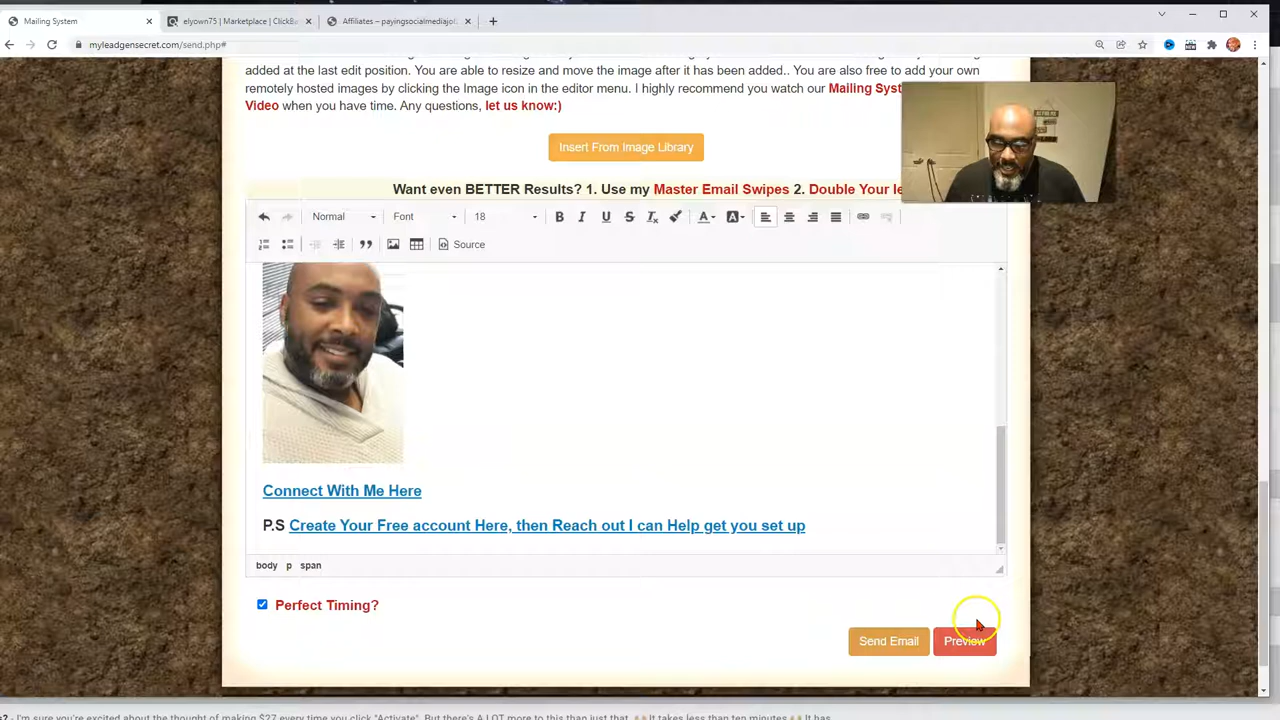 Mailing System
elyown75 | Marketplace | ClickBa
Affiliates – payingsocialmediajo
myleadgensecret.com/send.php#
added at the last edit position. You are able to resize and move the image after it has been added.. You are also free to add your own
remotely hosted images by clicking the Image icon in the editor menu. I highly recommend you watch our Mailing Syst
Video when you have time. Any questions, let us know:)
Insert From Image Library
Want even BETTER Results? 1. Use my Master Email Swipes 2. Double Your le
Normal Font 18
Source
Connect With Me Here
P.S Create Your Free account Here, then Reach out I can Help get you set up
body p span
Perfect Timing?
Send Email Preview
s? - I'm sure you're excited about the thought of making $27 every time you click "Activate". But there's A LOT more to this than just that. It takes less than ten minutes It has